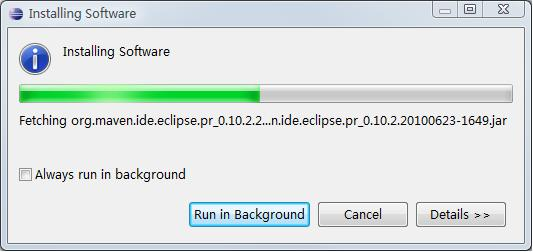 Installing Software
Installing Software
Fetching org.maven.ide.eclipse.pr_0.10.2.2...n.ide.eclipse.pr_0.10.2.20100623-1649.jar
Always run in background
Run in Background
Cancel
Details >>